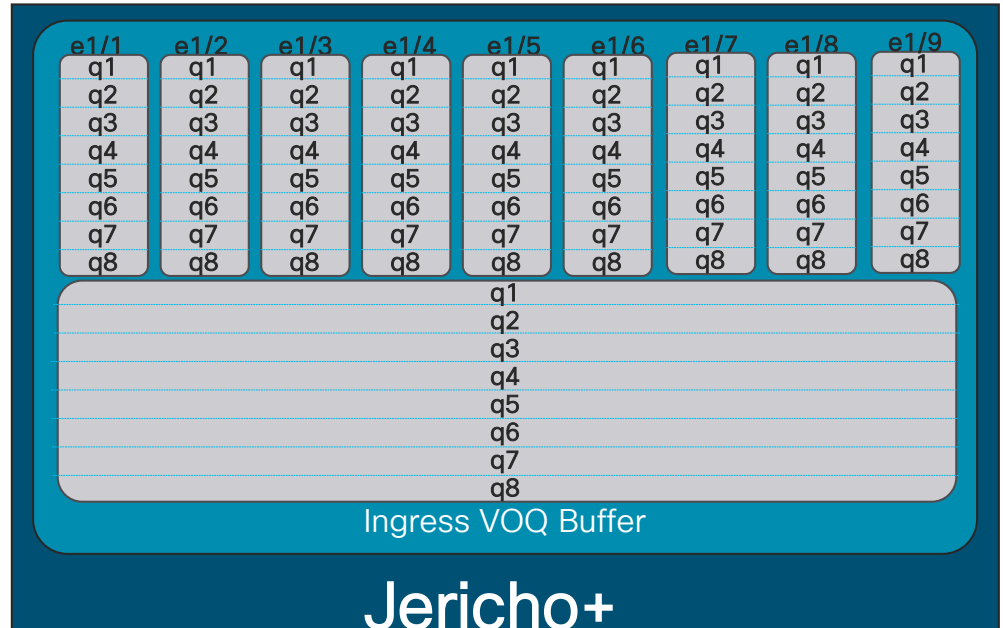 e1/1 e1/2 e1/3 e1/4 e1/5 e1/6 e1/7 e1/8 e1/9
q1 q1 q1 q1 q1 q1 q1 q1 q1
q2 q2 q2 q2 q2 q2 q2 q2 q2
q3 q3 q3 q3 q3 q3 q3 q3 q3
q4 q4 q4 q4 q4 q4 q4 q4 q4
q5 q5 q5 q5 q5 q5 q5 q5 q5
q6 q6 q6 q6 q6 q6 q6 q6 q6
q7 q7 q7 q7 q7 q7 q7 q7 q7
q8 q8 q8 q8 q8 q8 q8 q8 q8
q1
q2
q3
q4
q5
q6
q7
q8
Ingress VOQ Buffer
Jericho+